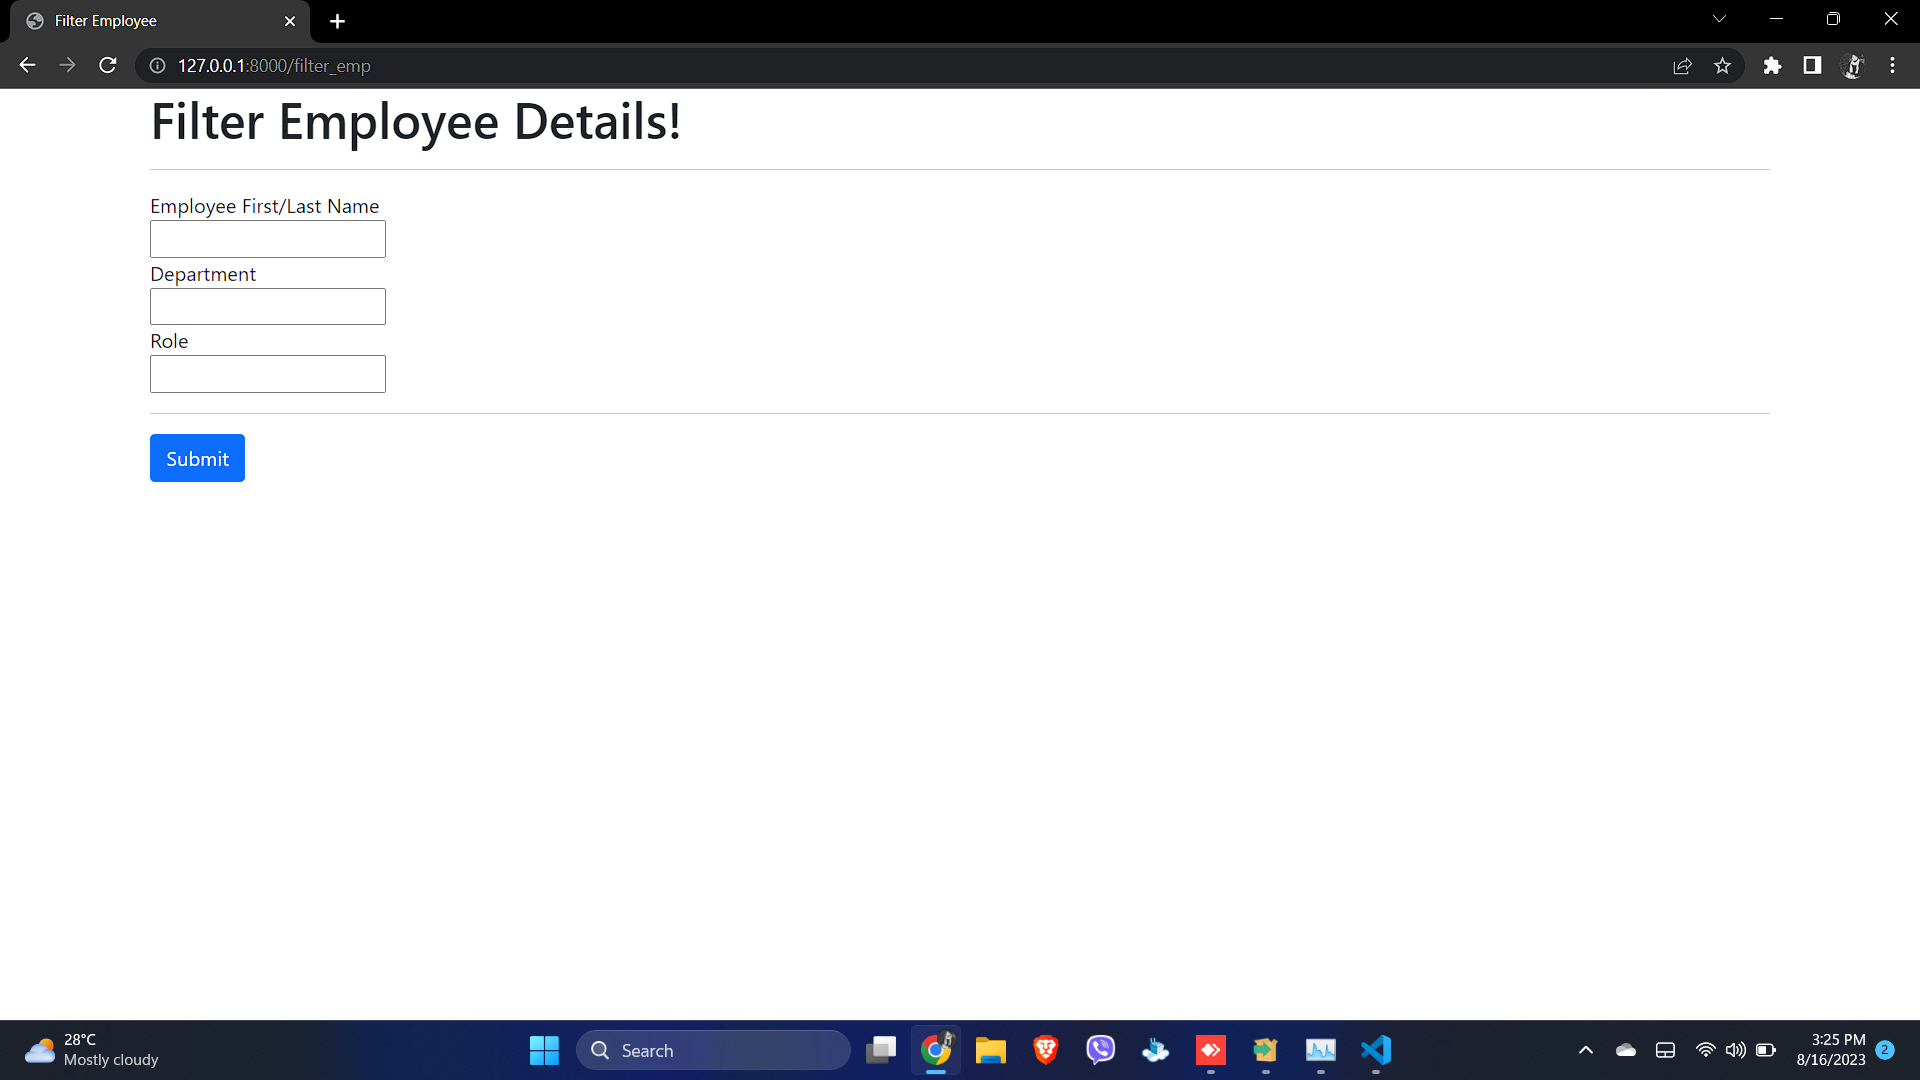 Filter Employee
127.0.0.1:8000/filter_emp
Filter Employee Details!
Employee First/Last Name
Department
Role
Submit
28°C
Mostly cloudy
Search
3:25 PM
8/16/2023
2